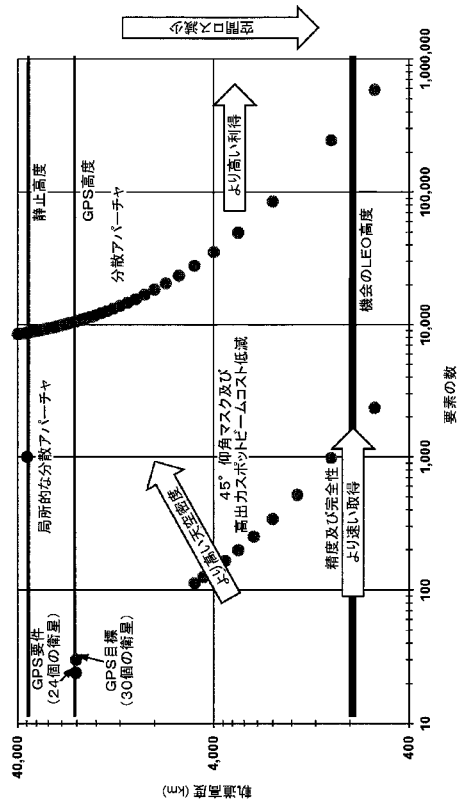 軌道高度(km)
40,000
4,000
400
GPS要件
(24個の衛星)
GPS目標
(30個の衛星)
局所的な分散アパーチャ
静止高度
GPS高度
分散アパーチャ
空間ロス減少
より高い天空密度
45°仰角マスク及び
高出力スポットビームコスト低減
より高い利得
精度及び完全性
より速い取得
機会のLEO高度
10
100
1,000
10,000
100,000
1,000,000
要素の数